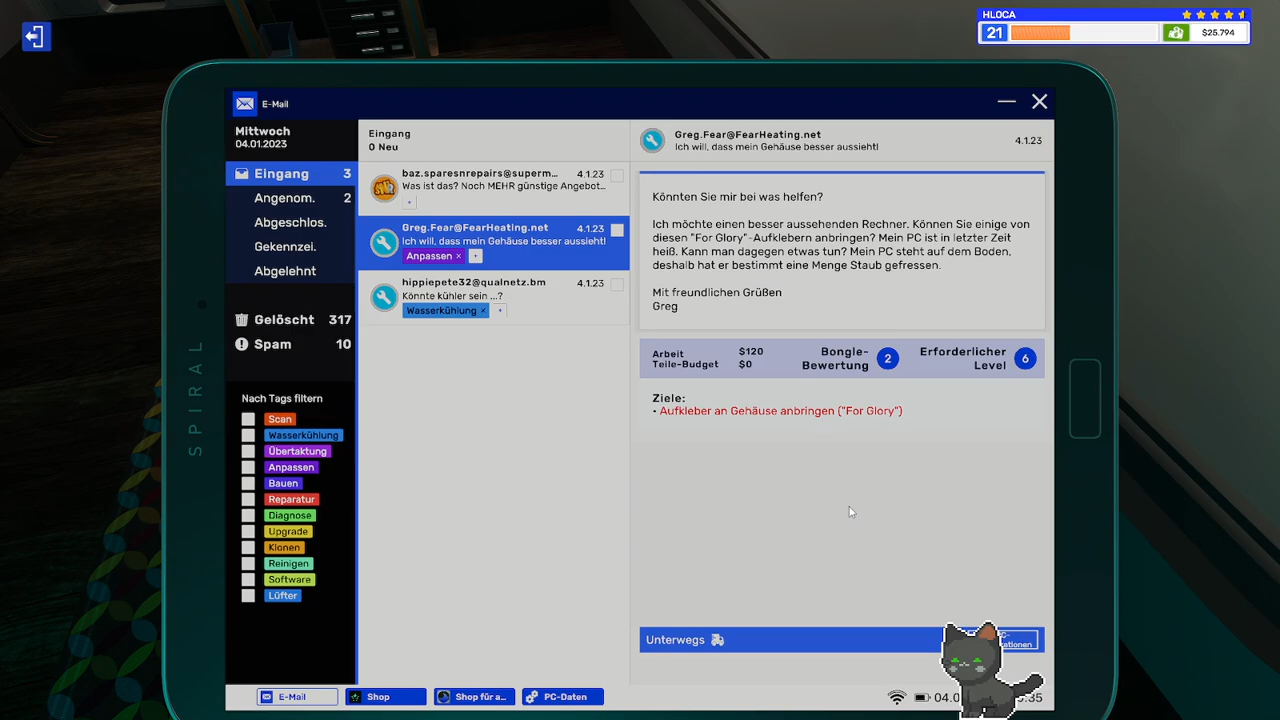 HLOCA
21
$25.794
E-Mail
Mittwoch
04.01.2023
Eingang 3
Angenom. 2
Abgeschlos.
Gekennzei.
Abgelehnt
Gelöscht 317
Spam 10
Nach Tags filtern
Scan
Wasserkühlung
Übertaktung
Anpassen
Bauen
Reparatur
Diagnose
Upgrade
Klonen
Reinigen
Software
Lüfter
Eingang
0 Neu
baz.sparesnrepairs@superm... 4.1.23
Was ist das? Noch MEHR günstige Angebot...
+
Greg.Fear@FearHeating.net 4.1.23
Ich will, dass mein Gehäuse besser aussieht!
Anpassen × +
hippiepete32@qualnetz.bm 4.1.23
Könnte kühler sein ...?
Wasserkühlung × +
Greg.Fear@FearHeating.net
Ich will, dass mein Gehäuse besser aussieht!
4.1.23
Könnten Sie mir bei was helfen?
Ich möchte einen besser aussehenden Rechner. Können Sie einige von
diesen "For Glory"-Aufklebern anbringen? Mein PC ist in letzter Zeit
heiß. Kann man dagegen etwas tun? Mein PC steht auf dem Boden,
deshalb hat er bestimmt eine Menge Staub gefressen.
Mit freundlichen Grüßen
Greg
Arbeit $120
Teile-Budget $0
Bongle-
Bewertung 2
Erforderlicher
Level 6
Ziele:
• Aufkleber an Gehäuse anbringen ("For Glory")
Unterwegs
SPIRAL
E-Mail
Shop
Shop für a...
PC-Daten